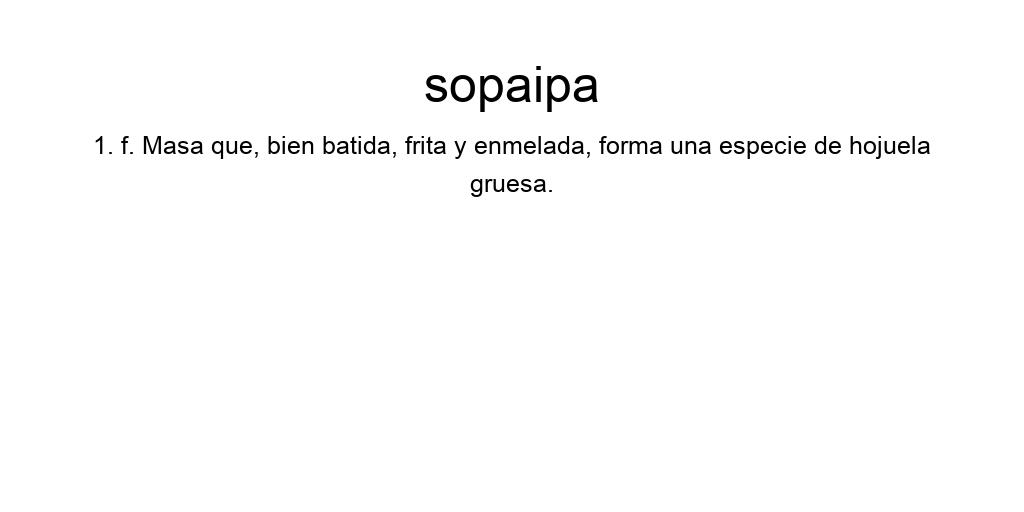 sopaipa
1. f. Masa que, bien batida, frita y enmelada, forma una especie de hojuela
gruesa.